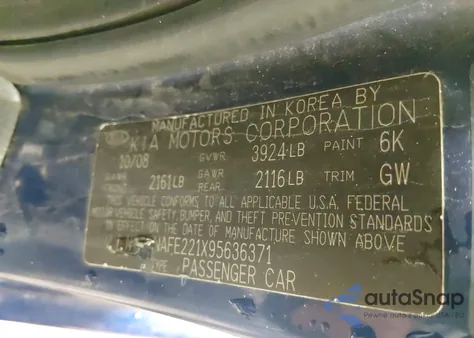 MANUFACTURED IN KOREA BY
KIA MOTORS CORPORATION
10/08 GVWR 3924LB PAINT 6K
GAWR FRONT 2161LB GAWR REAR 2116LB TRIM GW
THIS VEHICLE CONFORMS TO ALL APPLICABLE U.S.A. FEDERAL
MOTOR VEHICLE SAFETY, BUMPER, AND THEFT PREVENTION STANDARDS
IN EFFECT ON THE DATE OF MANUFACTURE SHOWN ABOVE
NAFE221X95636371
TYPE PASSENGER CAR
autoSnap